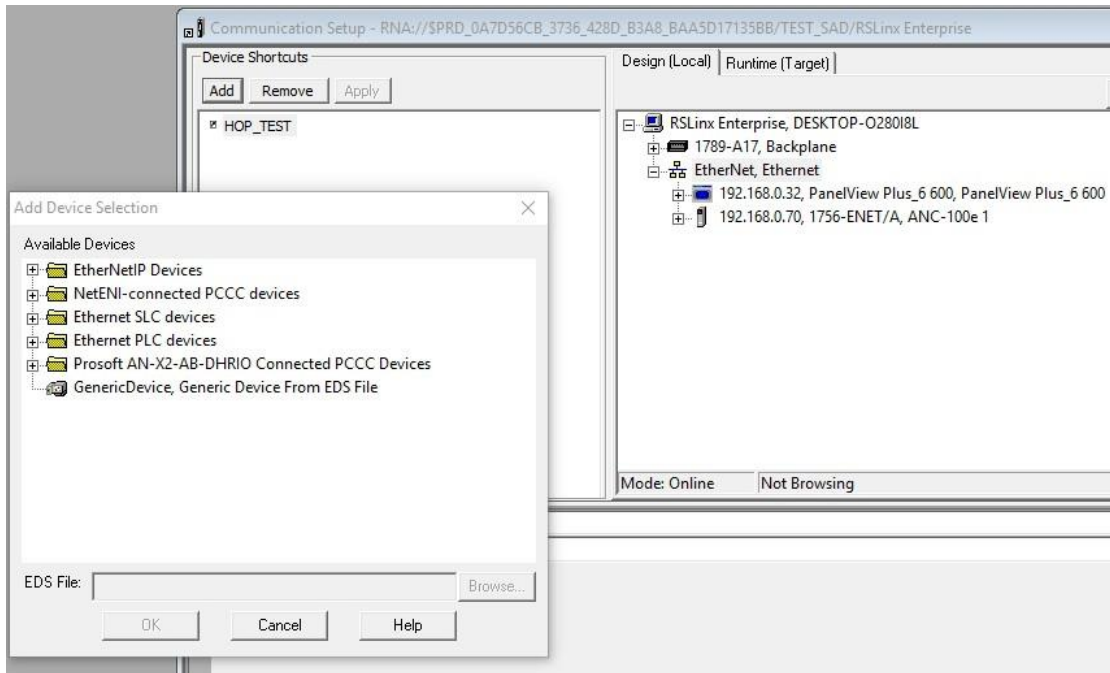 Communication Setup - RNA://$PRD_0A7D56CB_3736_428D_B3A8_BAA5D17135BB/TEST_SAD/RSLinx Enterprise
Device Shortcuts
Add
Remove
Apply
HOP_TEST
Design (Local)
Runtime (Target)
RSLinx Enterprise, DESKTOP-O280I8L
1789-A17, Backplane
EtherNet, Ethernet
192.168.0.32, PanelView Plus_6 600, PanelView Plus_6 600
192.168.0.70, 1756-ENET/A, ANC-100e 1
Mode: Online
Not Browsing
Add Device Selection
Available Devices
EtherNetIP Devices
NetENI-connected PCCC devices
Ethernet SLC devices
Ethernet PLC devices
Prosoft AN-X2-AB-DHRIO Connected PCCC Devices
GenericDevice, Generic Device From EDS File
EDS File:
Browse...
OK
Cancel
Help